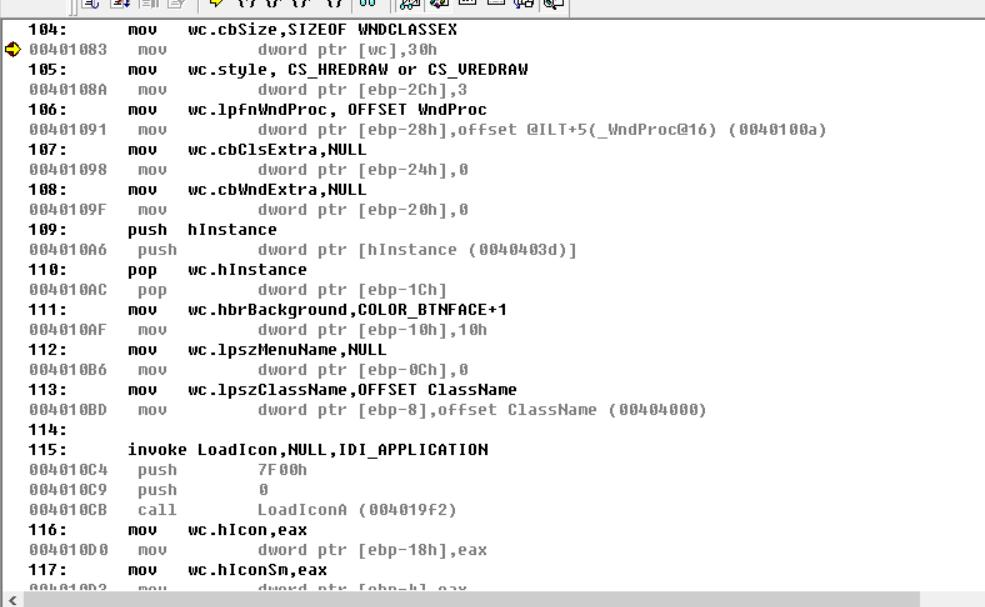 104: mov wc.cbSize,SIZEOF WNDCLASSEX
00401083 mov dword ptr [wc],30h
105: mov wc.style, CS_HREDRAW or CS_VREDRAW
0040108A mov dword ptr [ebp-2Ch],3
106: mov wc.lpfnWndProc, OFFSET WndProc
00401091 mov dword ptr [ebp-28h],offset @ILT+5(_WndProc@16) (0040100a)
107: mov wc.cbClsExtra,NULL
00401098 mov dword ptr [ebp-24h],0
108: mov wc.cbWndExtra,NULL
0040109F mov dword ptr [ebp-20h],0
109: push hInstance
004010A6 push dword ptr [hInstance (0040403d)]
110: pop wc.hInstance
004010AC pop dword ptr [ebp-1Ch]
111: mov wc.hbrBackground,COLOR_BTNFACE+1
004010AF mov dword ptr [ebp-10h],10h
112: mov wc.lpszMenuName,NULL
004010B6 mov dword ptr [ebp-0Ch],0
113: mov wc.lpszClassName,OFFSET ClassName
004010BD mov dword ptr [ebp-8],offset ClassName (00404000)
114:
115: invoke LoadIcon,NULL,IDI_APPLICATION
004010C4 push 7F00h
004010C9 push 0
004010CB call LoadIconA (004019f2)
116: mov wc.hIcon,eax
004010D0 mov dword ptr [ebp-18h],eax
117: mov wc.hIconSm,eax
004010D3 mov dword ptr [ebp-4],eax